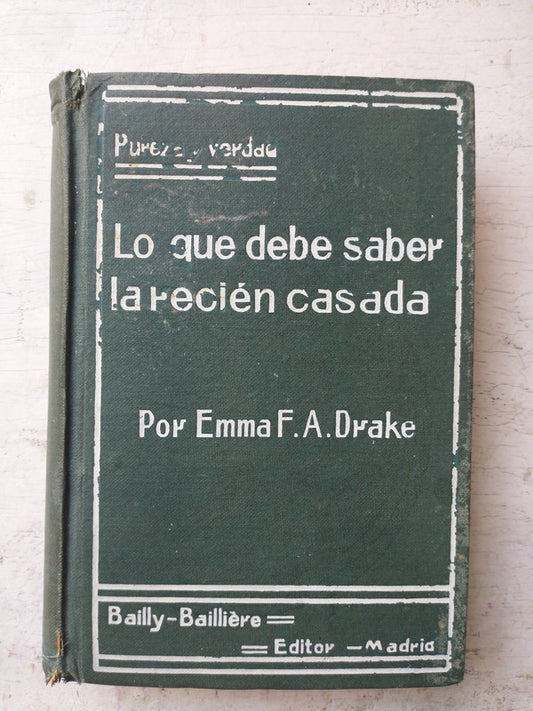 Pureza y verdad
Lo que debe saber
la recién casada
Por Emma F. A. Drake
Bailly-Baillière
Editor - Madrid